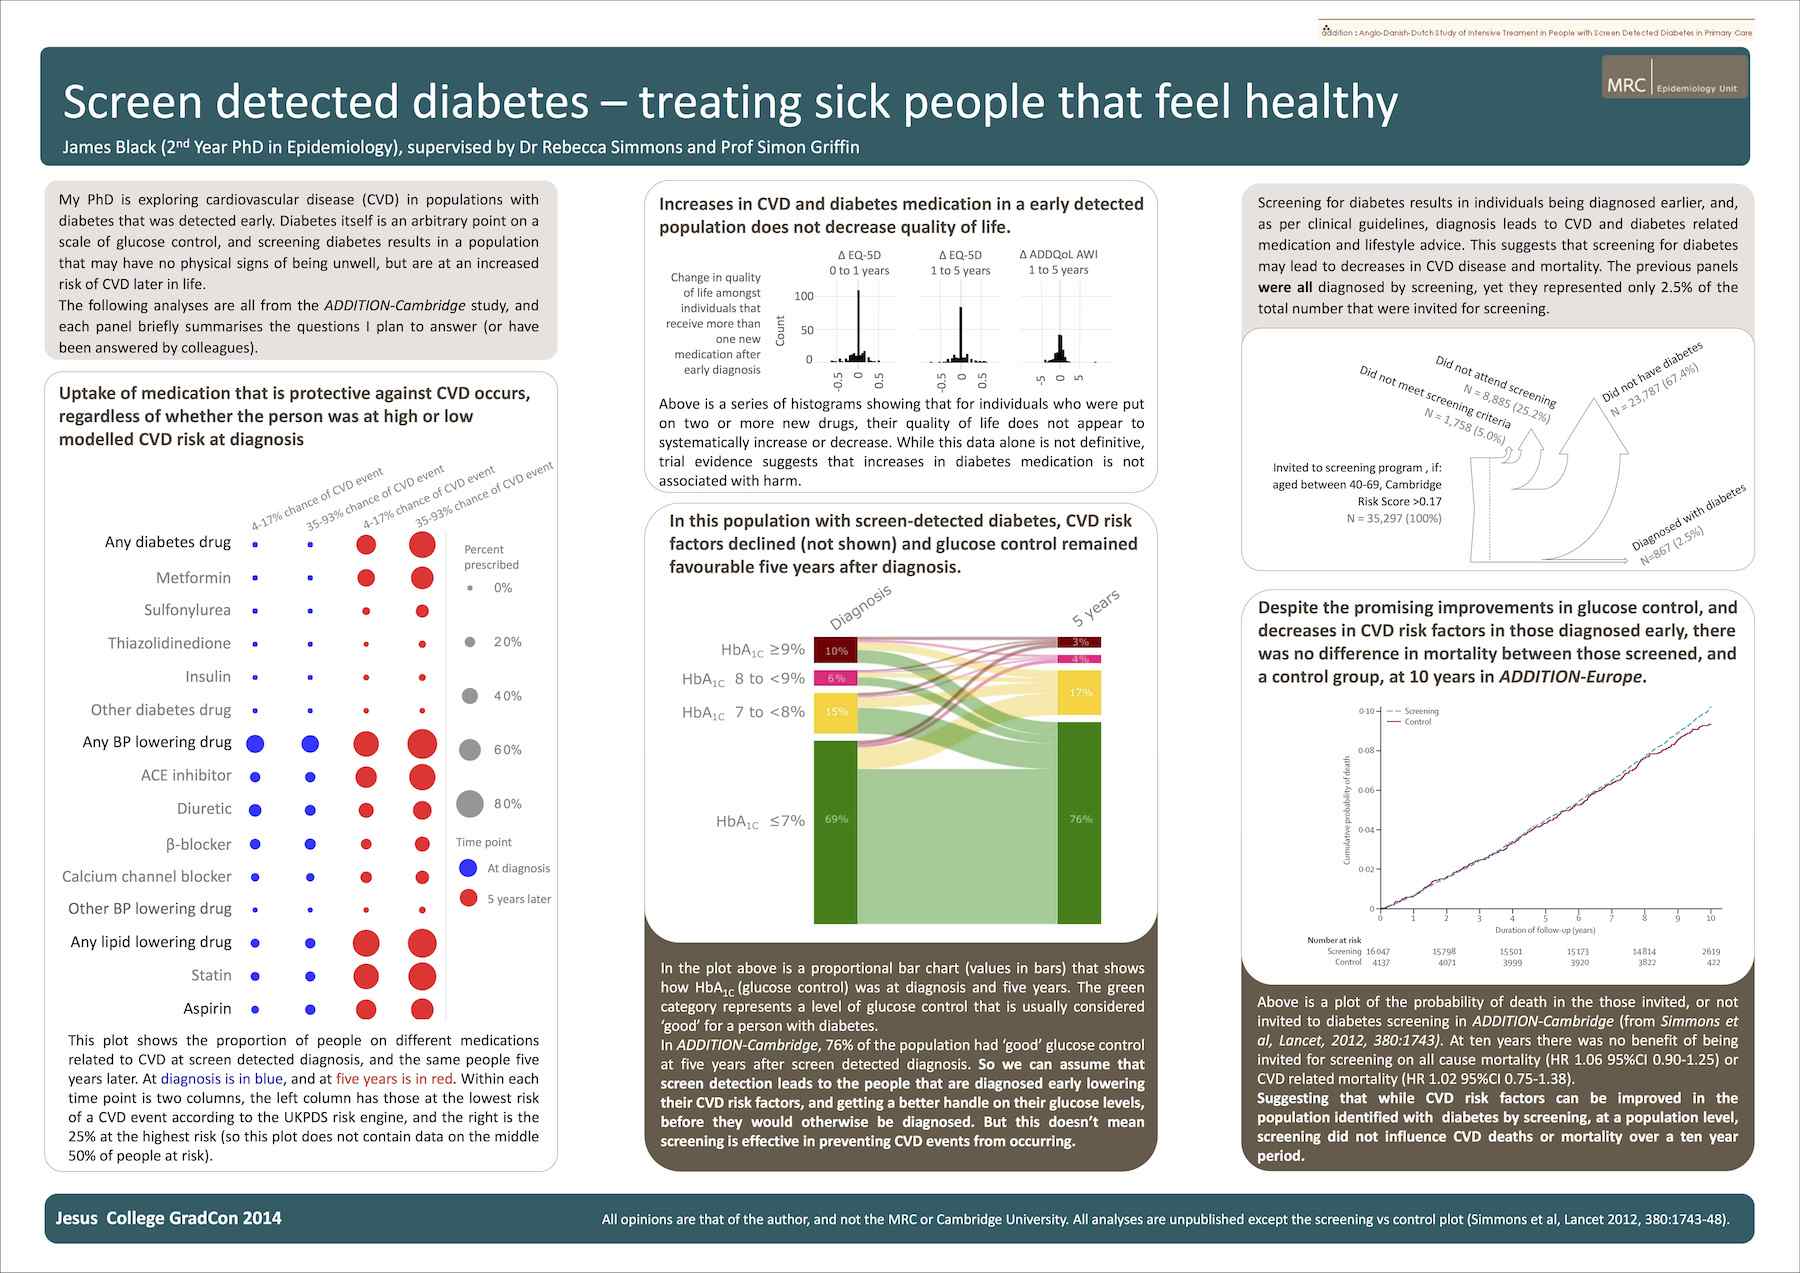 addition : Anglo-Danish-Dutch Study of Intensive Treament in People with Screen Detected Diabetes in Primary Care
MRC Epidemiology Unit
Screen detected diabetes – treating sick people that feel healthy
James Black (2nd Year PhD in Epidemiology), supervised by Dr Rebecca Simmons and Prof Simon Griffin
My PhD is exploring cardiovascular disease (CVD) in populations with
diabetes that was detected early. Diabetes itself is an arbitrary point on a
scale of glucose control, and screening diabetes results in a population
that may have no physical signs of being unwell, but are at an increased
risk of CVD later in life.
The following analyses are all from the ADDITION-Cambridge study, and
each panel briefly summarises the questions I plan to answer (or have
been answered by colleagues).
Uptake of medication that is protective against CVD occurs,
regardless of whether the person was at high or low
modelled CVD risk at diagnosis
4-17% chance of CVD event
35-93% chance of CVD event
4-17% chance of CVD event
35-93% chance of CVD event
Any diabetes drug
Metformin
Sulfonylurea
Thiazolidinedione
Insulin
Other diabetes drug
Any BP lowering drug
ACE inhibitor
Diuretic
β-blocker
Calcium channel blocker
Other BP lowering drug
Any lipid lowering drug
Statin
Aspirin
Percent
prescribed
0%
20%
40%
60%
80%
Time point
At diagnosis
5 years later
This plot shows the proportion of people on different medications
related to CVD at screen detected diagnosis, and the same people five
years later. At diagnosis is in blue, and at five years is in red. Within each
time point is two columns, the left column has those at the lowest risk
of a CVD event according to the UKPDS risk engine, and the right is the
25% at the highest risk (so this plot does not contain data on the middle
50% of people at risk).
Increases in CVD and diabetes medication in a early detected
population does not decrease quality of life.
Change in quality
of life amongst
individuals that
receive more than
one new
medication after
early diagnosis
Δ EQ-5D
0 to 1 years
Δ EQ-5D
1 to 5 years
Δ ADDQoL AWI
1 to 5 years
Count
100
50
0
-0.5 0 0.5
-0.5 0 0.5
-5 0 5
Above is a series of histograms showing that for individuals who were put
on two or more new drugs, their quality of life does not appear to
systematically increase or decrease. While this data alone is not definitive,
trial evidence suggests that increases in diabetes medication is not
associated with harm.
In this population with screen-detected diabetes, CVD risk
factors declined (not shown) and glucose control remained
favourable five years after diagnosis.
Diagnosis
5 years
HbA1C ≥9%
HbA1C 8 to <9%
HbA1C 7 to <8%
HbA1C ≤7%
10%
6%
15%
69%
3%
4%
17%
76%
In the plot above is a proportional bar chart (values in bars) that shows
how HbA1C (glucose control) was at diagnosis and five years. The green
category represents a level of glucose control that is usually considered
‘good’ for a person with diabetes.
In ADDITION-Cambridge, 76% of the population had ‘good’ glucose control
at five years after screen detected diagnosis. So we can assume that
screen detection leads to the people that are diagnosed early lowering
their CVD risk factors, and getting a better handle on their glucose levels,
before they would otherwise be diagnosed. But this doesn’t mean
screening is effective in preventing CVD events from occurring.
Screening for diabetes results in individuals being diagnosed earlier, and,
as per clinical guidelines, diagnosis leads to CVD and diabetes related
medication and lifestyle advice. This suggests that screening for diabetes
may lead to decreases in CVD disease and mortality. The previous panels
were all diagnosed by screening, yet they represented only 2.5% of the
total number that were invited for screening.
Did not meet screening criteria
N = 1,758 (5.0%)
Did not attend screening
N = 8,885 (25.2%)
Did not have diabetes
N = 23,787 (67.4%)
Invited to screening program , if:
aged between 40-69, Cambridge
Risk Score >0.17
N = 35,297 (100%)
Diagnosed with diabetes
N=867 (2.5%)
Despite the promising improvements in glucose control, and
decreases in CVD risk factors in those diagnosed early, there
was no difference in mortality between those screened, and
a control group, at 10 years in ADDITION-Europe.
Screening
Control
Cumulative probability of death
0·10
0·08
0·06
0·04
0·02
0
0 1 2 3 4 5 6 7 8 9 10
Duration of follow-up (years)
Number at risk
Screening 16047 15798 15501 15173 14814 2619
Control 4137 4071 3999 3920 3822 422
Above is a plot of the probability of death in the those invited, or not
invited to diabetes screening in ADDITION-Cambridge (from Simmons et
al, Lancet, 2012, 380:1743). At ten years there was no benefit of being
invited for screening on all cause mortality (HR 1.06 95%CI 0.90-1.25) or
CVD related mortality (HR 1.02 95%CI 0.75-1.38).
Suggesting that while CVD risk factors can be improved in the
population identified with diabetes by screening, at a population level,
screening did not influence CVD deaths or mortality over a ten year
period.
Jesus College GradCon 2014
All opinions are that of the author, and not the MRC or Cambridge University. All analyses are unpublished except the screening vs control plot (Simmons et al, Lancet 2012, 380:1743-48).